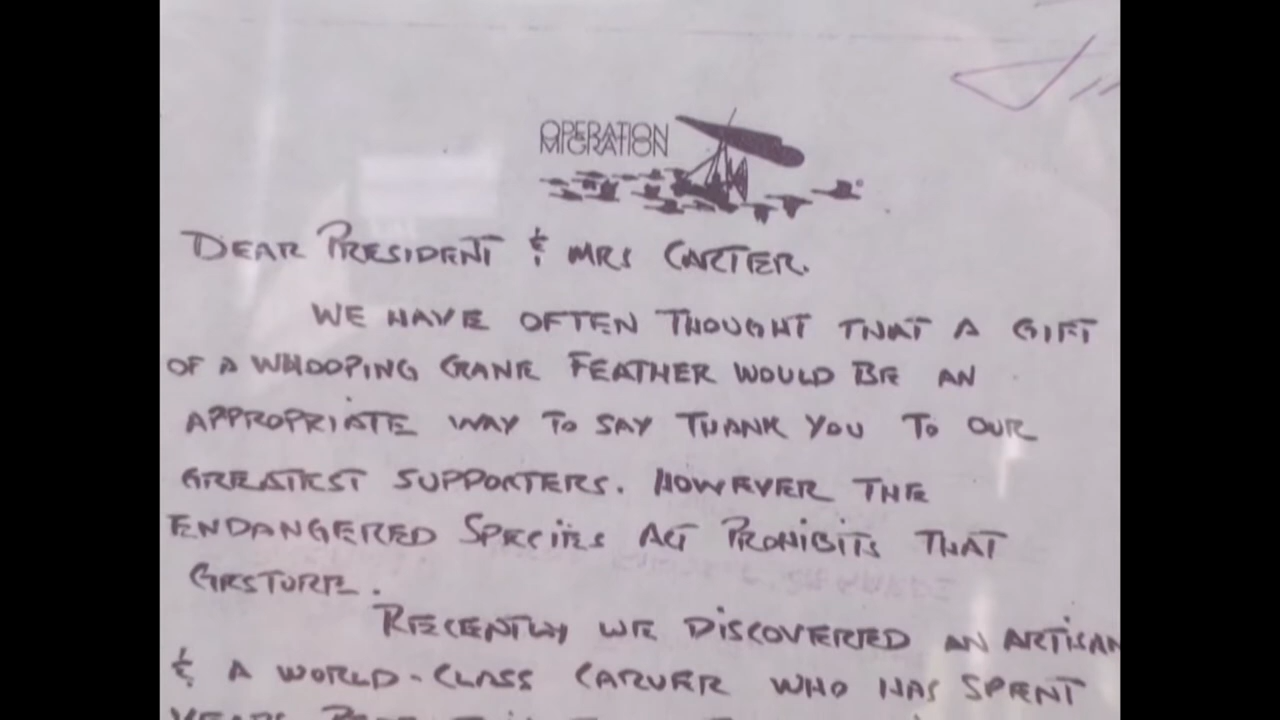 OPERATION
MIGRATION
DEAR PRESIDENT & MRS CARTER.
WE HAVE OFTEN THOUGHT THAT A GIFT
OF A WHOOPING CRANE FEATHER WOULD BE AN
APPROPRIATE WAY TO SAY THANK YOU TO OUR
GREATEST SUPPORTERS. HOWEVER THE
ENDANGERED SPECIES ACT PROHIBITS THAT
GESTURE.
RECENTLY WE DISCOVERED AN ARTISAN
& A WORLD-CLASS CARVER WHO HAS SPENT
YEARS